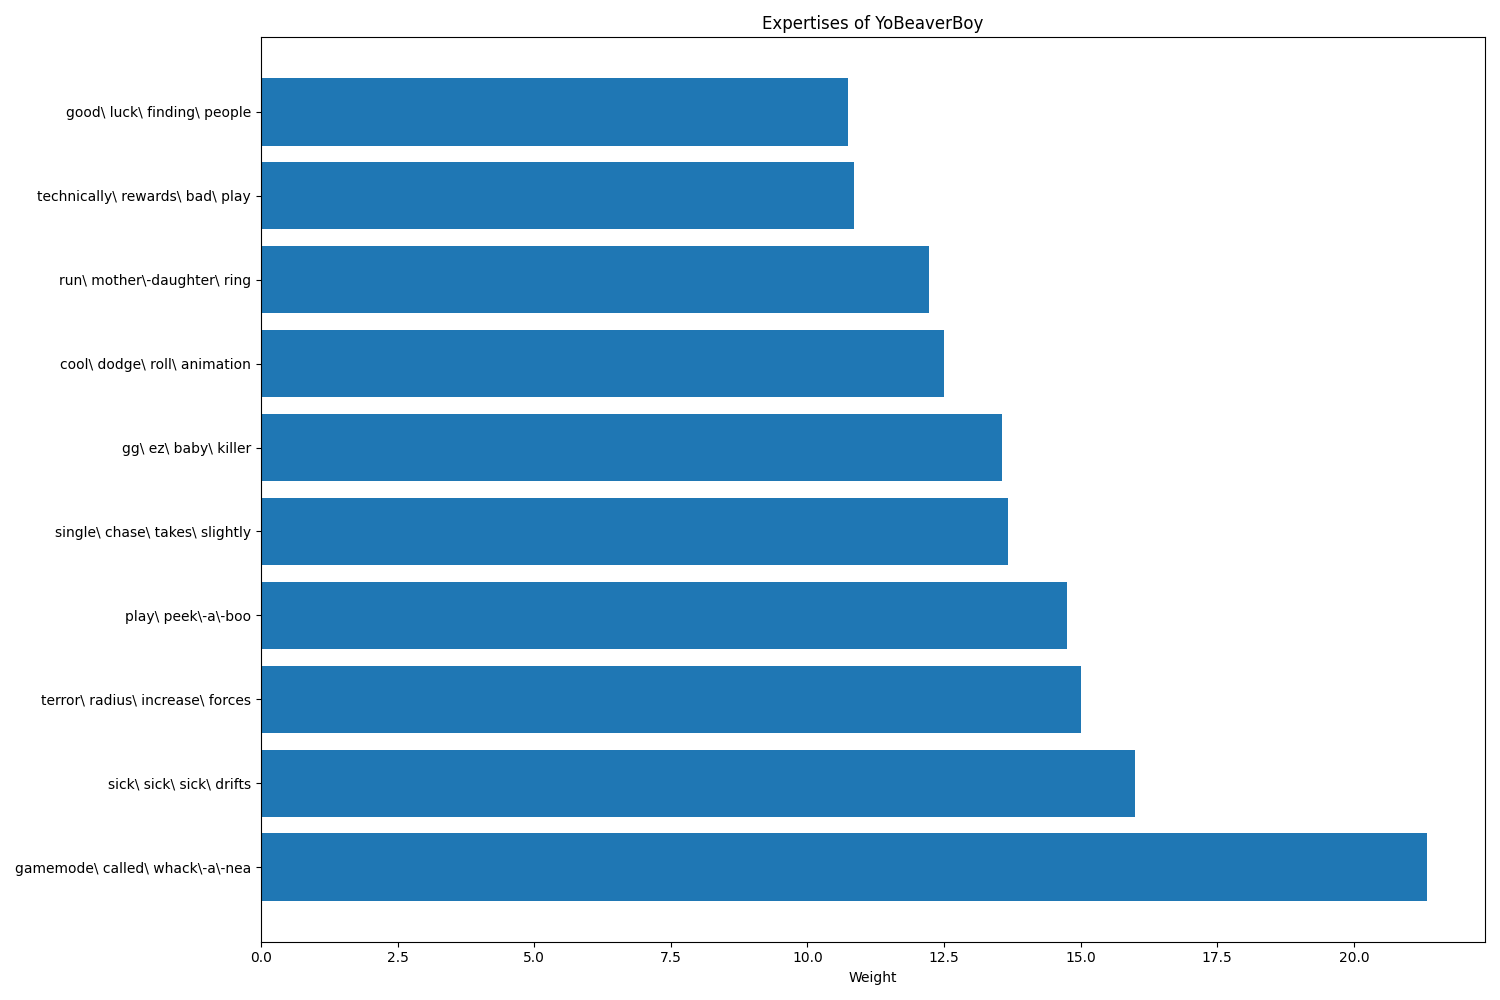 Expertises of YoBeaverBoy
good\ luck\ finding\ people
technically\ rewards\ bad\ play
run\ mother\-daughter\ ring
cool\ dodge\ roll\ animation
gg\ ez\ baby\ killer
single\ chase\ takes\ slightly
play\ peek\-a\-boo
terror\ radius\ increase\ forces
sick\ sick\ sick\ drifts
gamemode\ called\ whack\-a\-nea
0.0 2.5 5.0 7.5 10.0 12.5 15.0 17.5 20.0
Weight